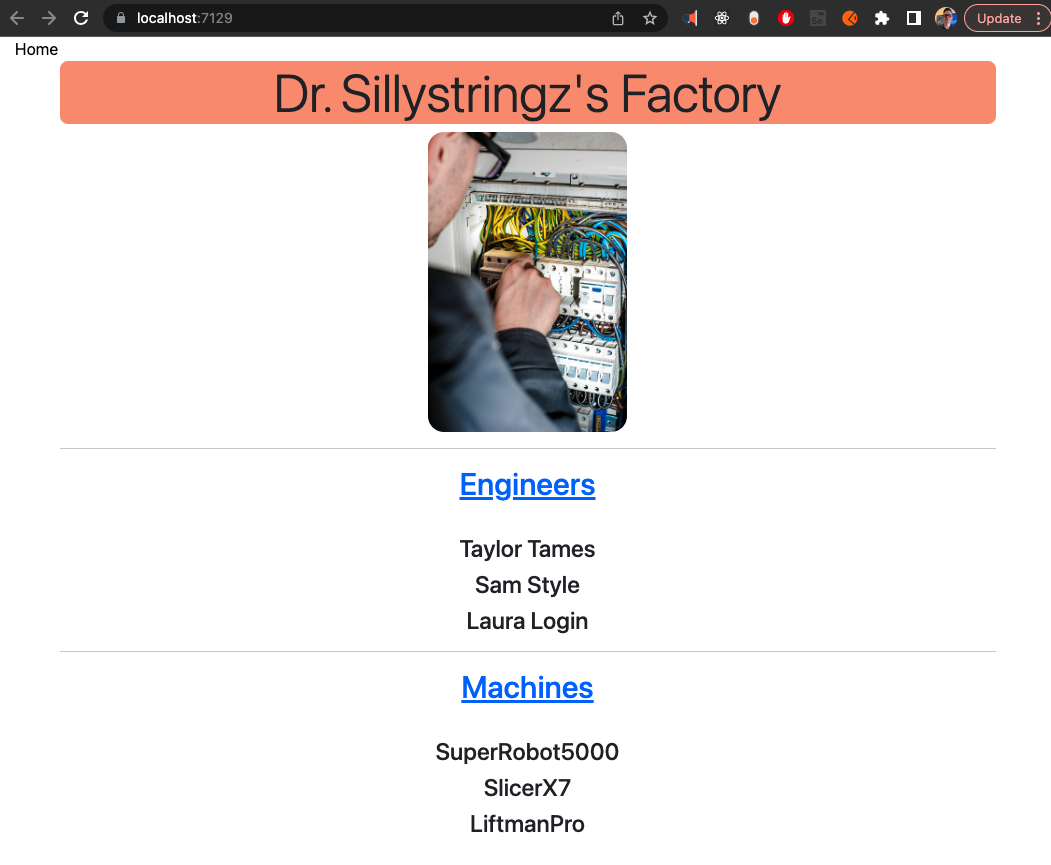 localhost:7129
Update
Home
Dr. Sillystringz's Factory
Engineers
Taylor Tames
Sam Style
Laura Login
Machines
SuperRobot5000
SlicerX7
LiftmanPro